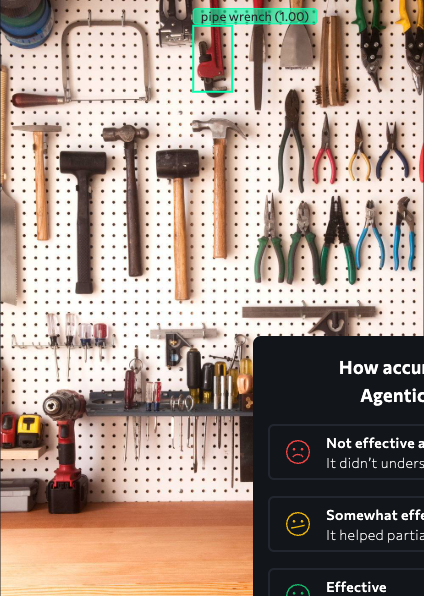 pipe wrench (1.00)
How accur
Agentic
Not effective a
It didn't unders
Somewhat effe
It helped partia
Effective